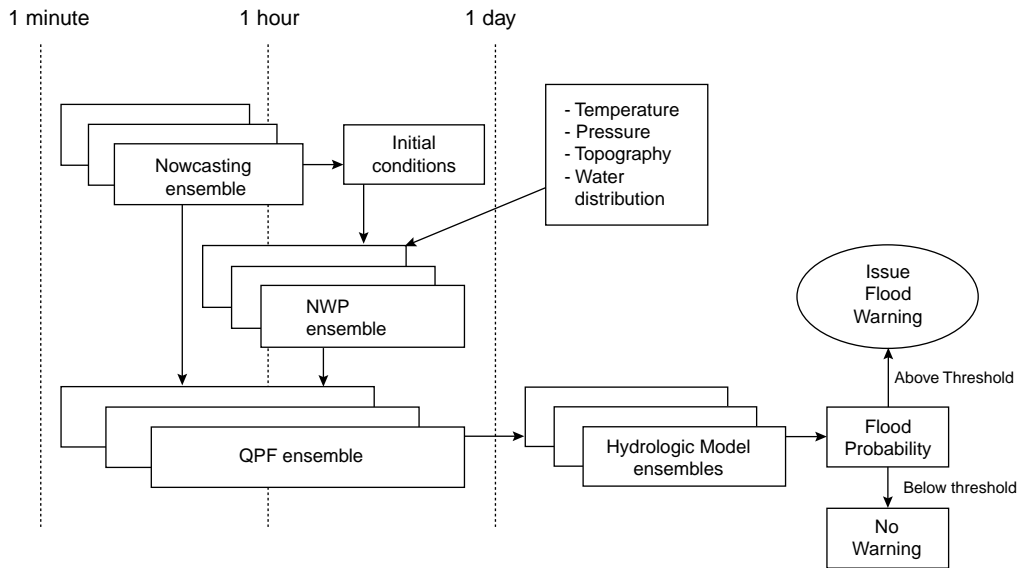 1 minute
1 hour
1 day
Nowcasting
ensemble
Initial
conditions
- Temperature
- Pressure
- Topography
- Water
distribution
NWP
ensemble
Issue
Flood
Warning
Above Threshold
QPF ensemble
Hydrologic Model
ensembles
Flood
Probability
Below threshold
No
Warning